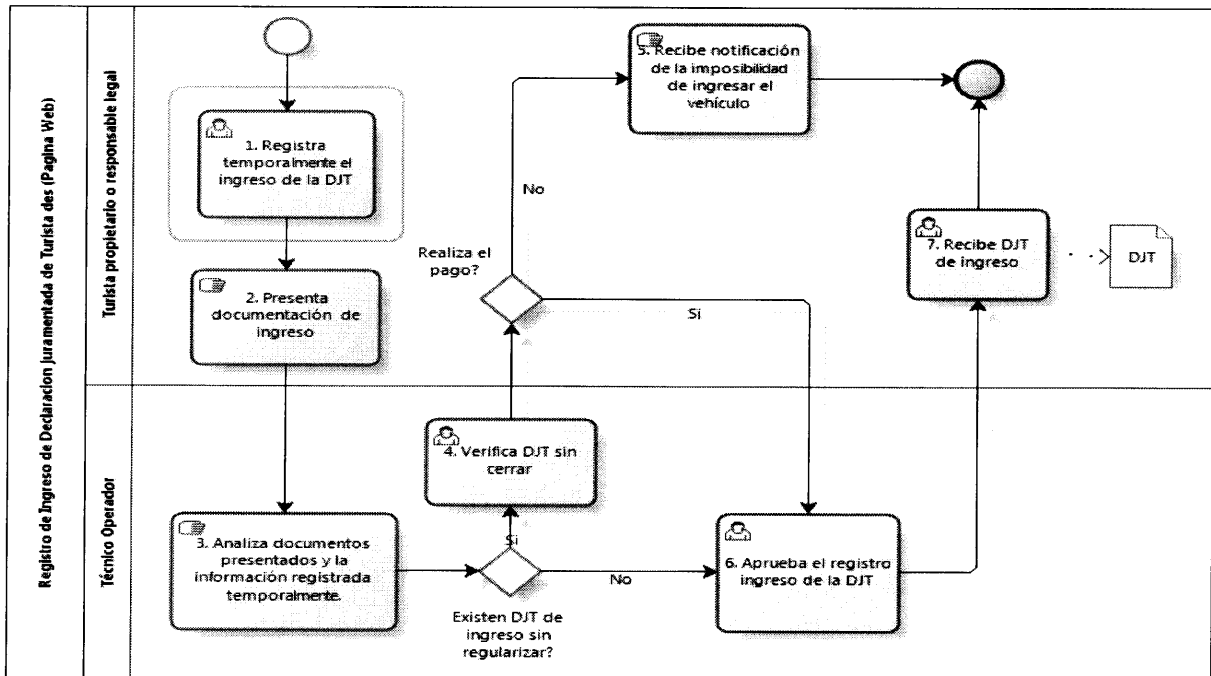 Registro de Ingreso de Declaracion Juramentada de Turista des (Pagina Web)
Turista propietario o responsable legal
1. Registra
temporalmente el
ingreso de la DJT
2. Presenta
documentación de
ingreso
5. Recibe notificación
de la imposibilidad
de ingresar el
vehículo
No
Realiza el
pago?
Si
7. Recibe DJT
de ingreso
DJT
Técnico Operador
3. Analiza documentos
presentados y la
información registrada
temporalmente.
4. Verifica DJT sin
cerrar
Si
No
Existen DJT de
ingreso sin
regularizar?
6. Aprueba el registro
ingreso de la DJT